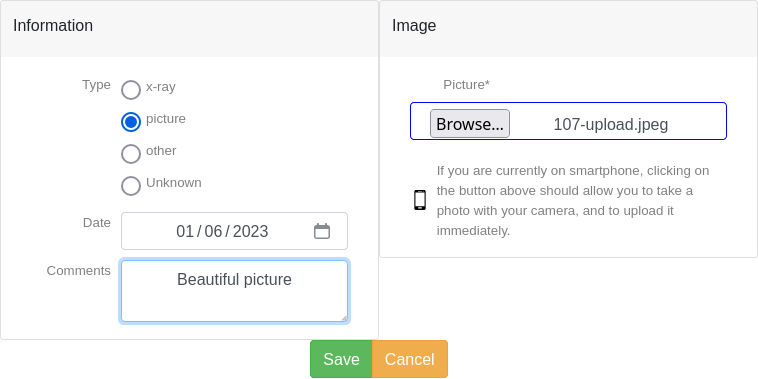 Information
Type
x-ray
picture
other
Unknown
Date
01/06/2023
Comments
Beautiful picture
Image
Picture*
Browse... 107-upload.jpeg
If you are currently on smartphone, clicking on
the button above should allow you to take a
photo with your camera, and to upload it
immediately.
Save Cancel